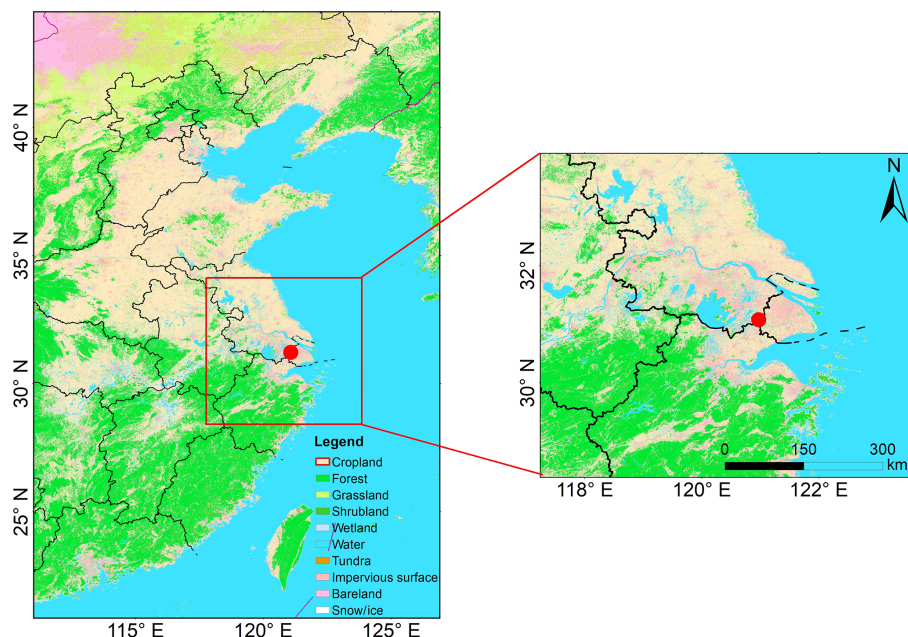 40° N
35° N
30° N
25° N
115° E
120° E
125° E
Legend
Cropland
Forest
Grassland
Shrubland
Wetland
Water
Tundra
Impervious surface
Bareland
Snow/ice
N
32° N
30° N
118° E
120° E
122° E
0 150 300
km